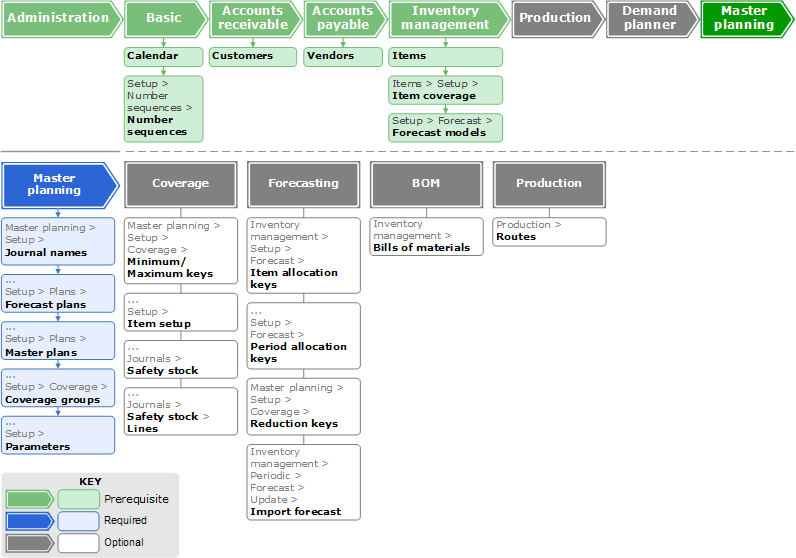 Administration
Basic
Accounts
receivable
Accounts
payable
Inventory
management
Production
Demand
planner
Master
planning
Calendar
Customers
Vendors
Items
Setup >
Number
sequences >
Number
sequences
Items > Setup >
Item coverage
Setup > Forecast >
Forecast models
Master
planning
Coverage
Forecasting
BOM
Production
Master planning >
Setup >
Journal names
...
Setup > Plans >
Forecast plans
...
Setup > Plans >
Master plans
...
Setup > Coverage >
Coverage groups
...
Setup >
Parameters
Master planning >
Setup >
Coverage >
Minimum/
Maximum keys
...
Setup >
Item setup
...
Journals >
Safety stock
...
Journals >
Safety stock >
Lines
Inventory
management >
Setup >
Forecast >
Item allocation
keys
...
Setup >
Forecast >
Period allocation
keys
Master planning >
Setup >
Coverage >
Reduction keys
Inventory
management >
Periodic >
Forecast >
Update >
Import forecast
Inventory
management >
Bills of materials
Production >
Routes
KEY
Prerequisite
Required
Optional